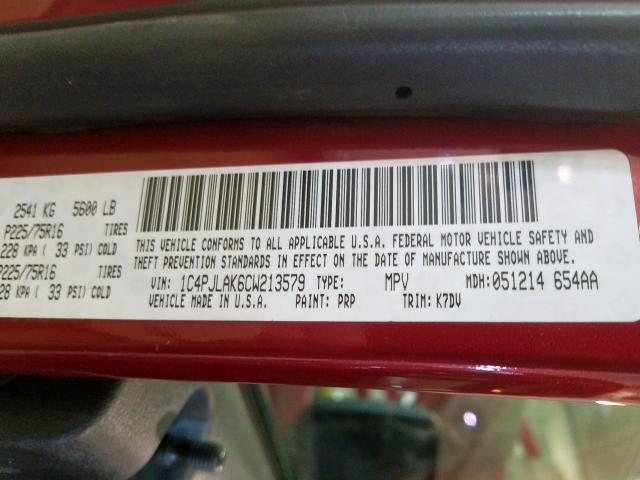 2541 KG 5600 LB
P225/75R16 TIRES
228 KPA ( 33 PSI) COLD
P225/75R16 TIRES
228 KPA ( 33 PSI) COLD
THIS VEHICLE CONFORMS TO ALL APPLICABLE U.S.A. FEDERAL MOTOR VEHICLE SAFETY AND
THEFT PREVENTION STANDARDS IN EFFECT ON THE DATE OF MANUFACTURE SHOWN ABOVE.
VIN: 1C4PJLAK6CW213579 TYPE: MPV MDH: 051214 654AA
VEHICLE MADE IN U.S.A. PAINT: PRP TRIM: K7DV